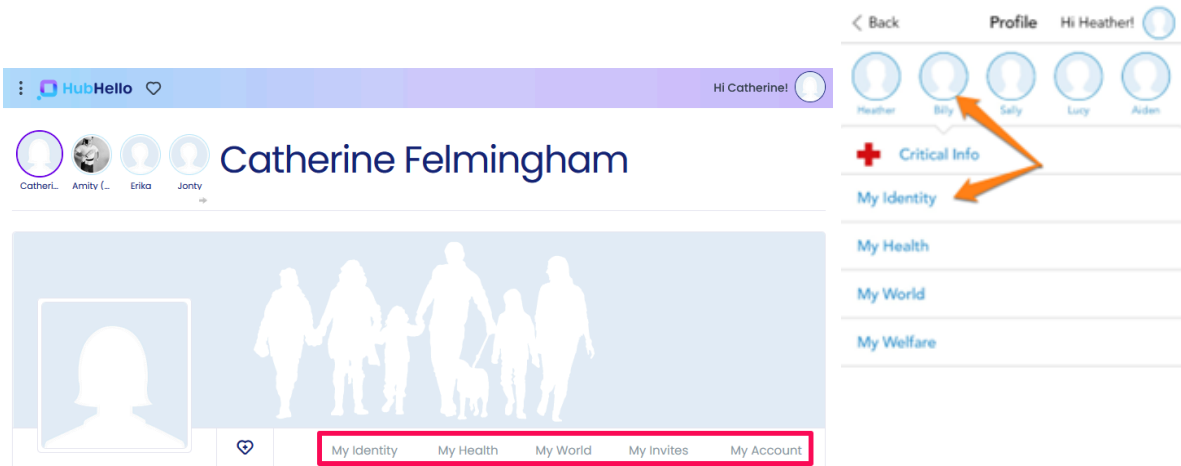 HubHello
Hi Catherine!
Catheri...
Amity (...
Erika
Jonty
Catherine Felmingham
My Identity
My Health
My World
My Invites
My Account
Back
Profile
Hi Heather!
Heather
Billy
Sally
Lucy
Aiden
Critical Info
My Identity
My Health
My World
My Welfare